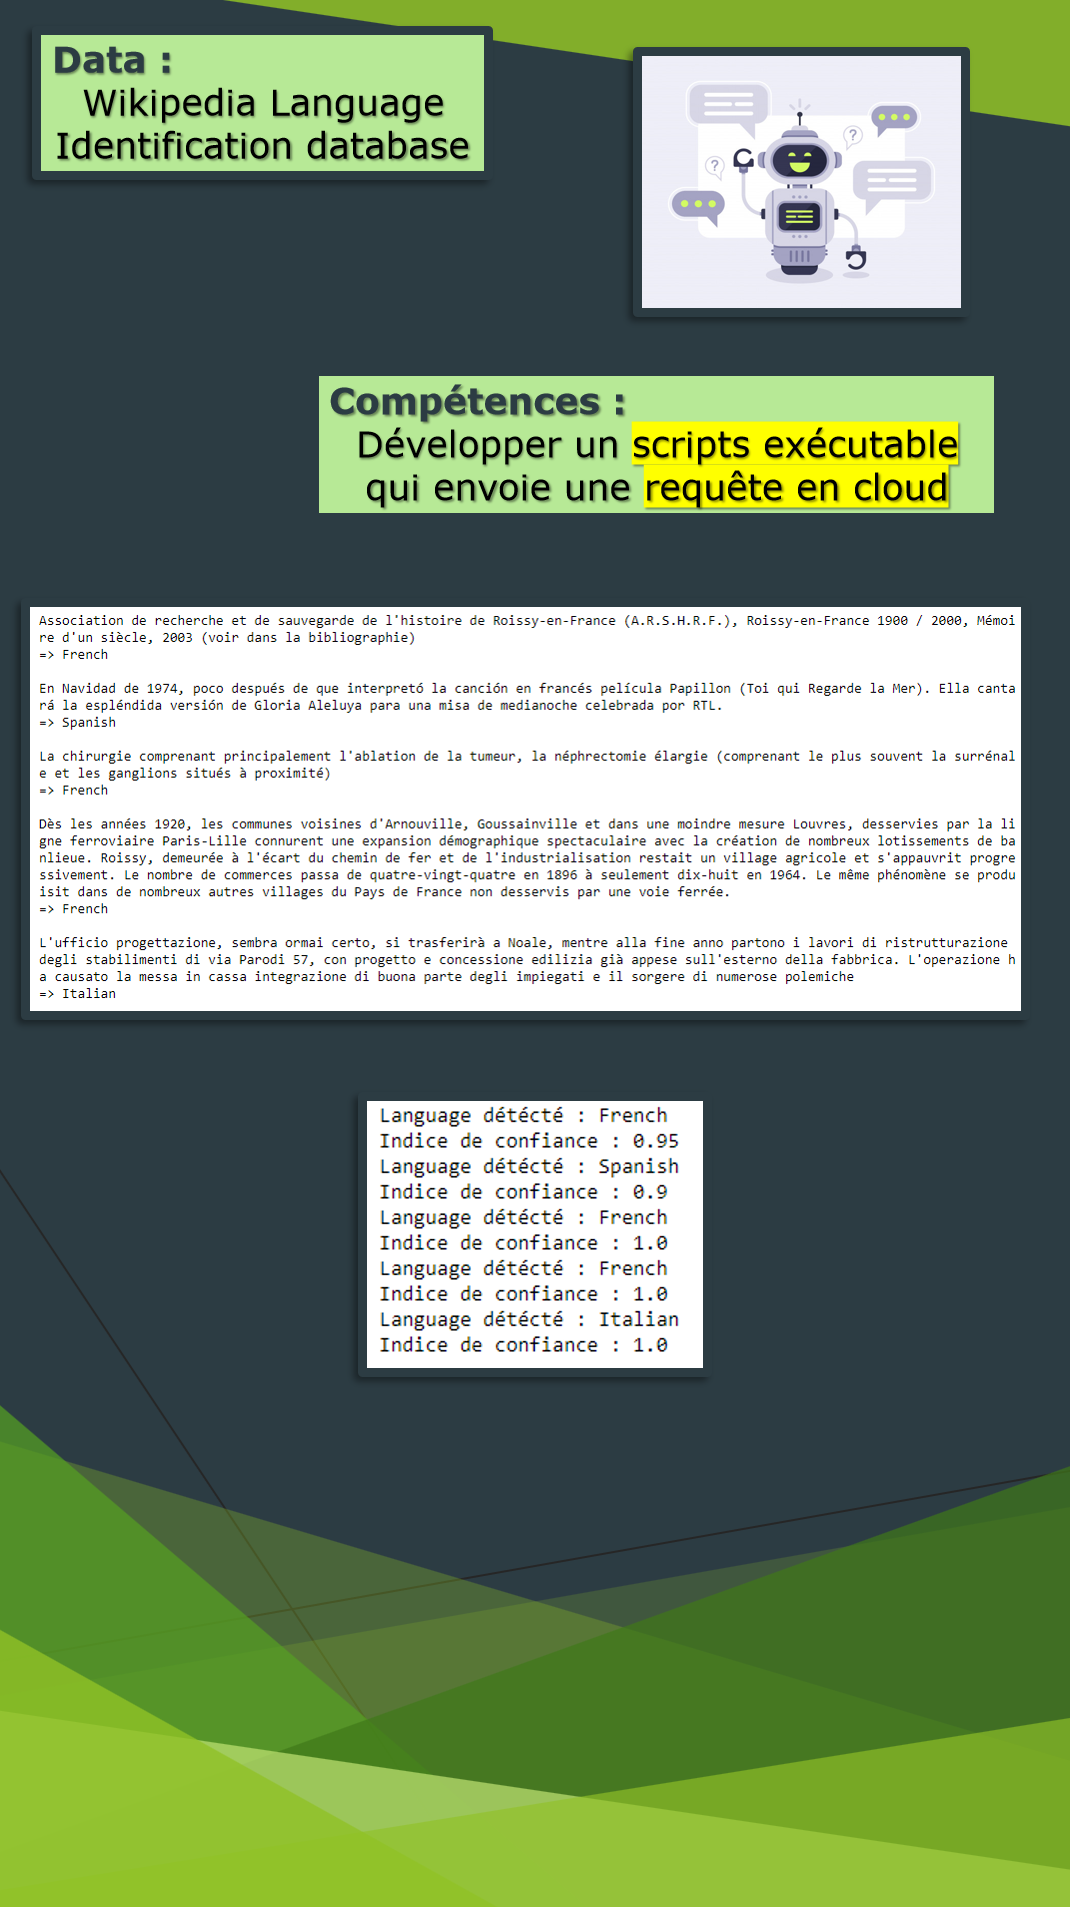 Data :
Wikipedia Language
Identification database
?
?
Compétences :
Développer un scripts exécutable
qui envoie une requête en cloud
Association de recherche et de sauvegarde de l'histoire de Roissy-en-France (A.R.S.H.R.F.), Roissy-en-France 1900 / 2000, Mémoi
re d'un siècle, 2003 (voir dans la bibliographie)
=> French
En Navidad de 1974, poco después de que interpretó la canción en francés película Papillon (Toi qui Regarde la Mer). Ella canta
rá la espléndida versión de Gloria Aleluya para una misa de medianoche celebrada por RTL.
=> Spanish
La chirurgie comprenant principalement l'ablation de la tumeur, la néphrectomie élargie (comprenant le plus souvent la surrénal
e et les ganglions situés à proximité)
=> French
Dès les années 1920, les communes voisines d'Arnouville, Goussainville et dans une moindre mesure Louvres, desservies par la li
gne ferroviaire Paris-Lille connurent une expansion démographique spectaculaire avec la création de nombreux lotissements de ba
nlieue. Roissy, demeurée à l'écart du chemin de fer et de l'industrialisation restait un village agricole et s'appauvrit progre
ssivement. Le nombre de commerces passa de quatre-vingt-quatre en 1896 à seulement dix-huit en 1964. Le même phénomène se produ
isit dans de nombreux autres villages du Pays de France non desservis par une voie ferrée.
=> French
L'ufficio progettazione, sembra ormai certo, si trasferirà a Noale, mentre alla fine anno partono i lavori di ristrutturazione
degli stabilimenti di via Parodi 57, con progetto e concessione edilizia già appese sull'esterno della fabbrica. L'operazione h
a causato la messa in cassa integrazione di buona parte degli impiegati e il sorgere di numerose polemiche
=> Italian
Language détécté : French
Indice de confiance : 0.95
Language détécté : Spanish
Indice de confiance : 0.9
Language détécté : French
Indice de confiance : 1.0
Language détécté : French
Indice de confiance : 1.0
Language détécté : Italian
Indice de confiance : 1.0